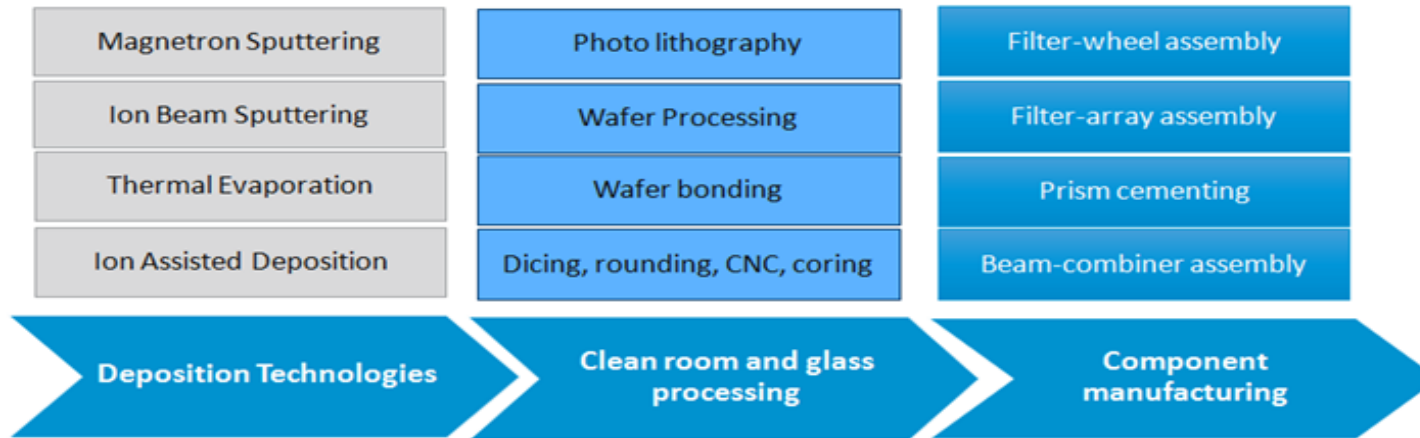 Magnetron Sputtering
Ion Beam Sputtering
Thermal Evaporation
Ion Assisted Deposition
Deposition Technologies
Photo lithography
Wafer Processing
Wafer bonding
Dicing, rounding, CNC, coring
Clean room and glass
processing
Filter-wheel assembly
Filter-array assembly
Prism cementing
Beam-combiner assembly
Component
manufacturing